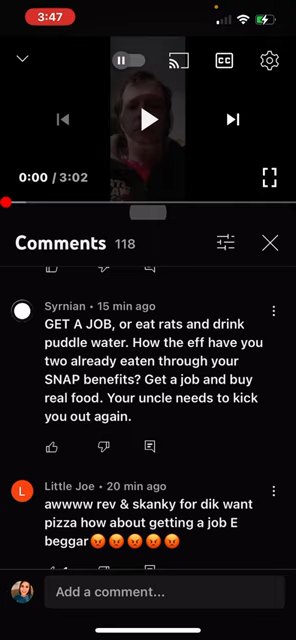 3:47
CC
0:00 / 3:02
Comments 118
Syrnian • 15 min ago
GET A JOB, or eat rats and drink
puddle water. How the eff have you
two already eaten through your
SNAP benefits? Get a job and buy
real food. Your uncle needs to kick
you out again.
L
Little Joe • 20 min ago
awwww rev & skanky for dik want
pizza how about getting a job E
beggar😡😡😡😡😡
Add a comment...